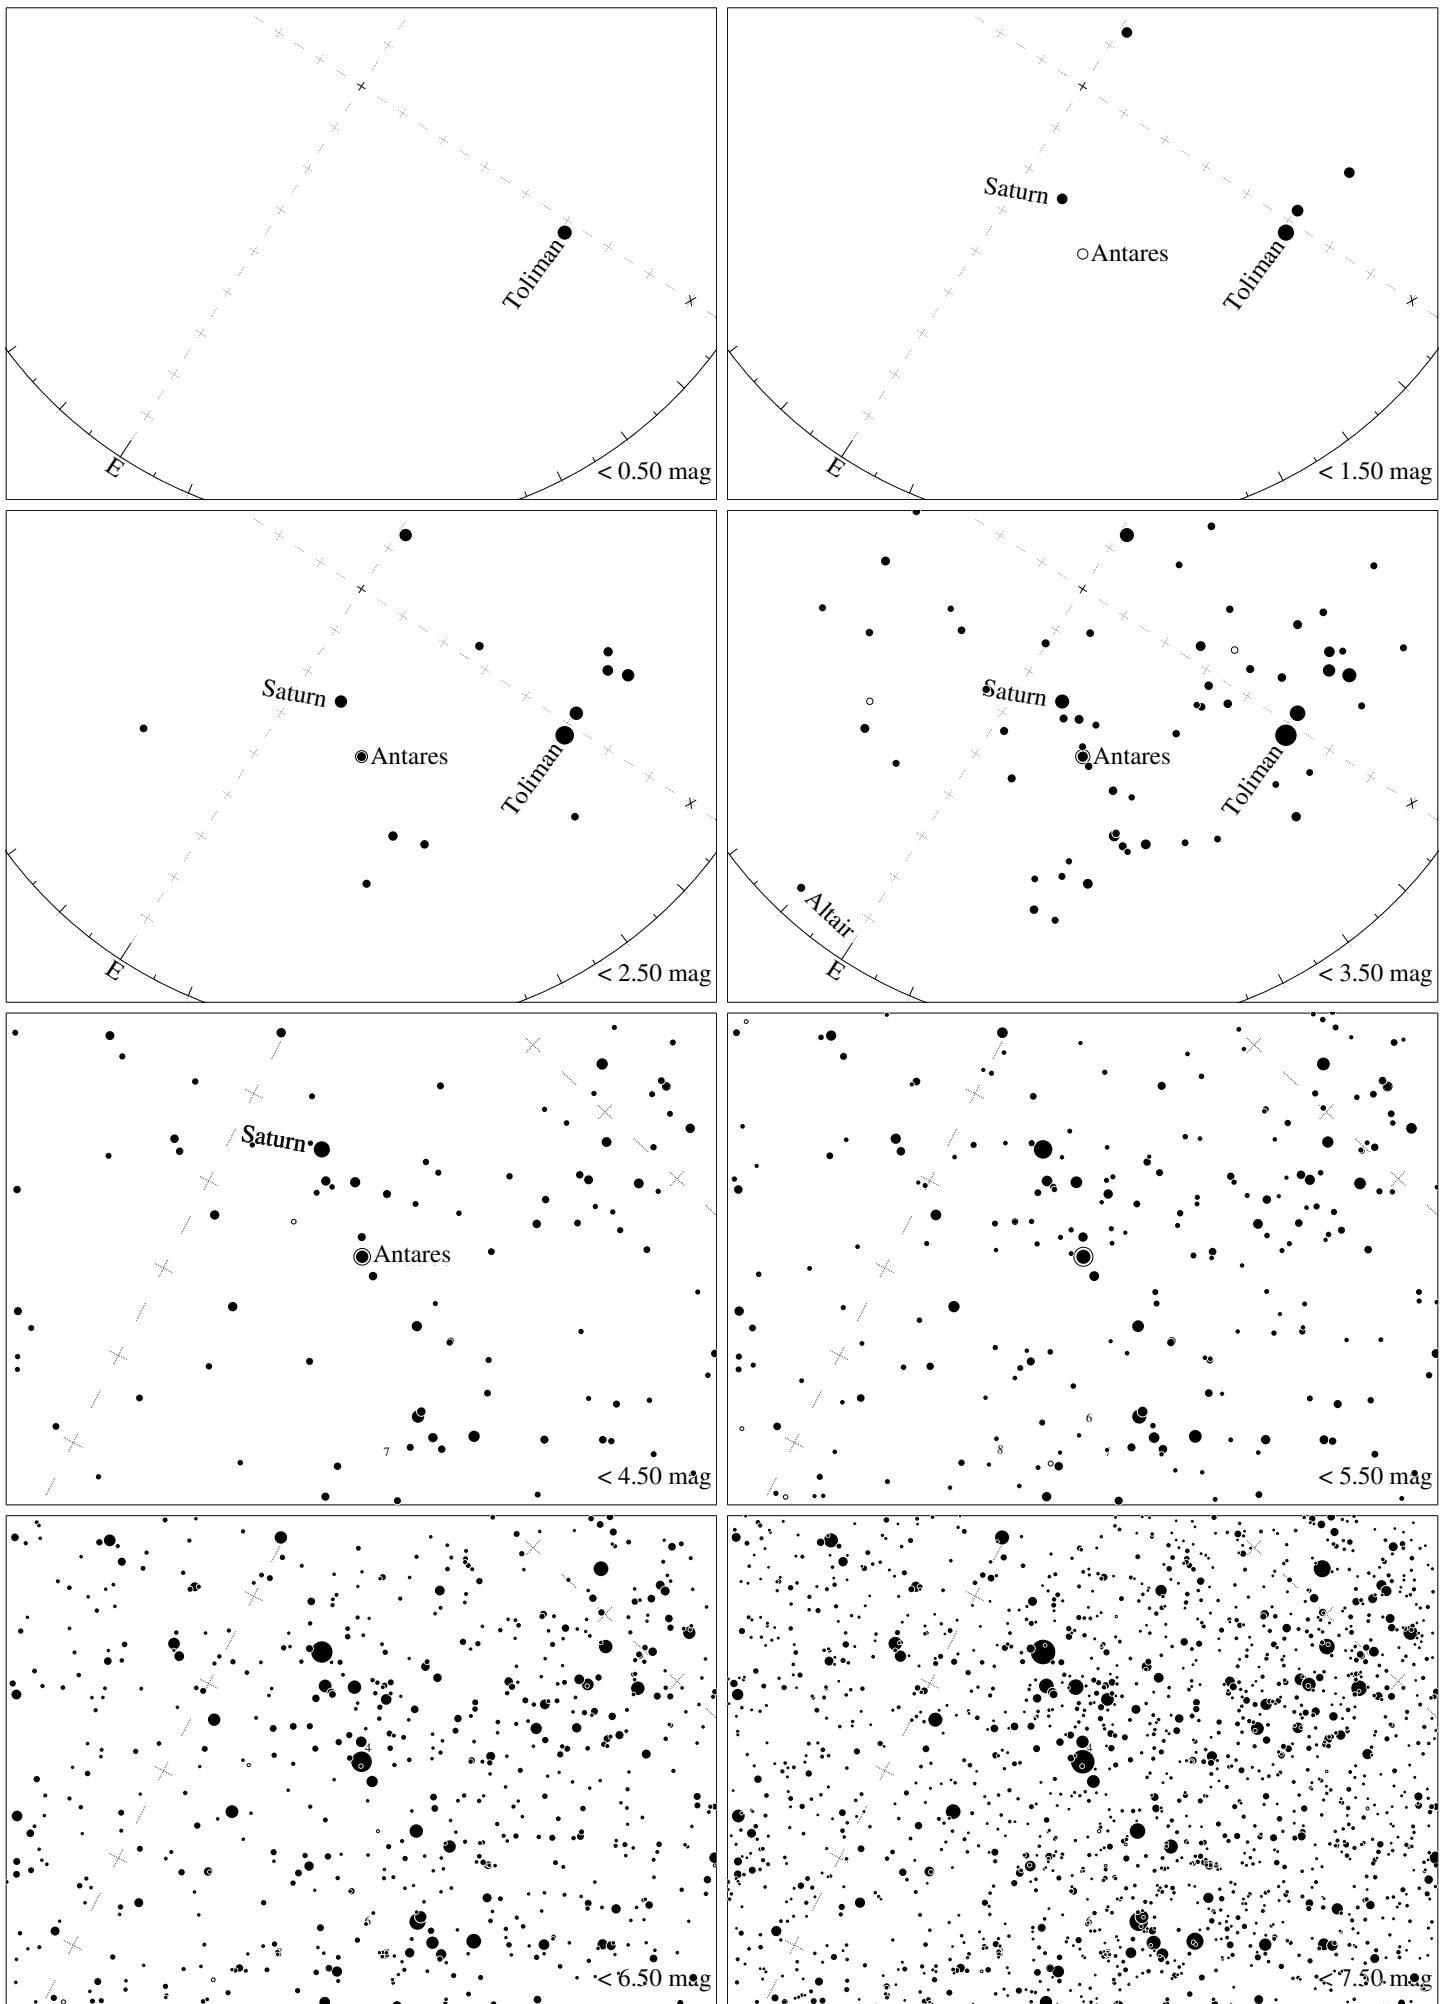 Toliman
E
< 0.50 mag
Saturn
Antares
Toliman
E
< 1.50 mag
Saturn
Antares
Toliman
E
< 2.50 mag
Saturn
Antares
Toliman
Altair
E
< 3.50 mag
Saturn
Antares
7
< 4.50 mag
6
8
< 5.50 mag
4
< 6.50 mag
4
< 7.50 mag